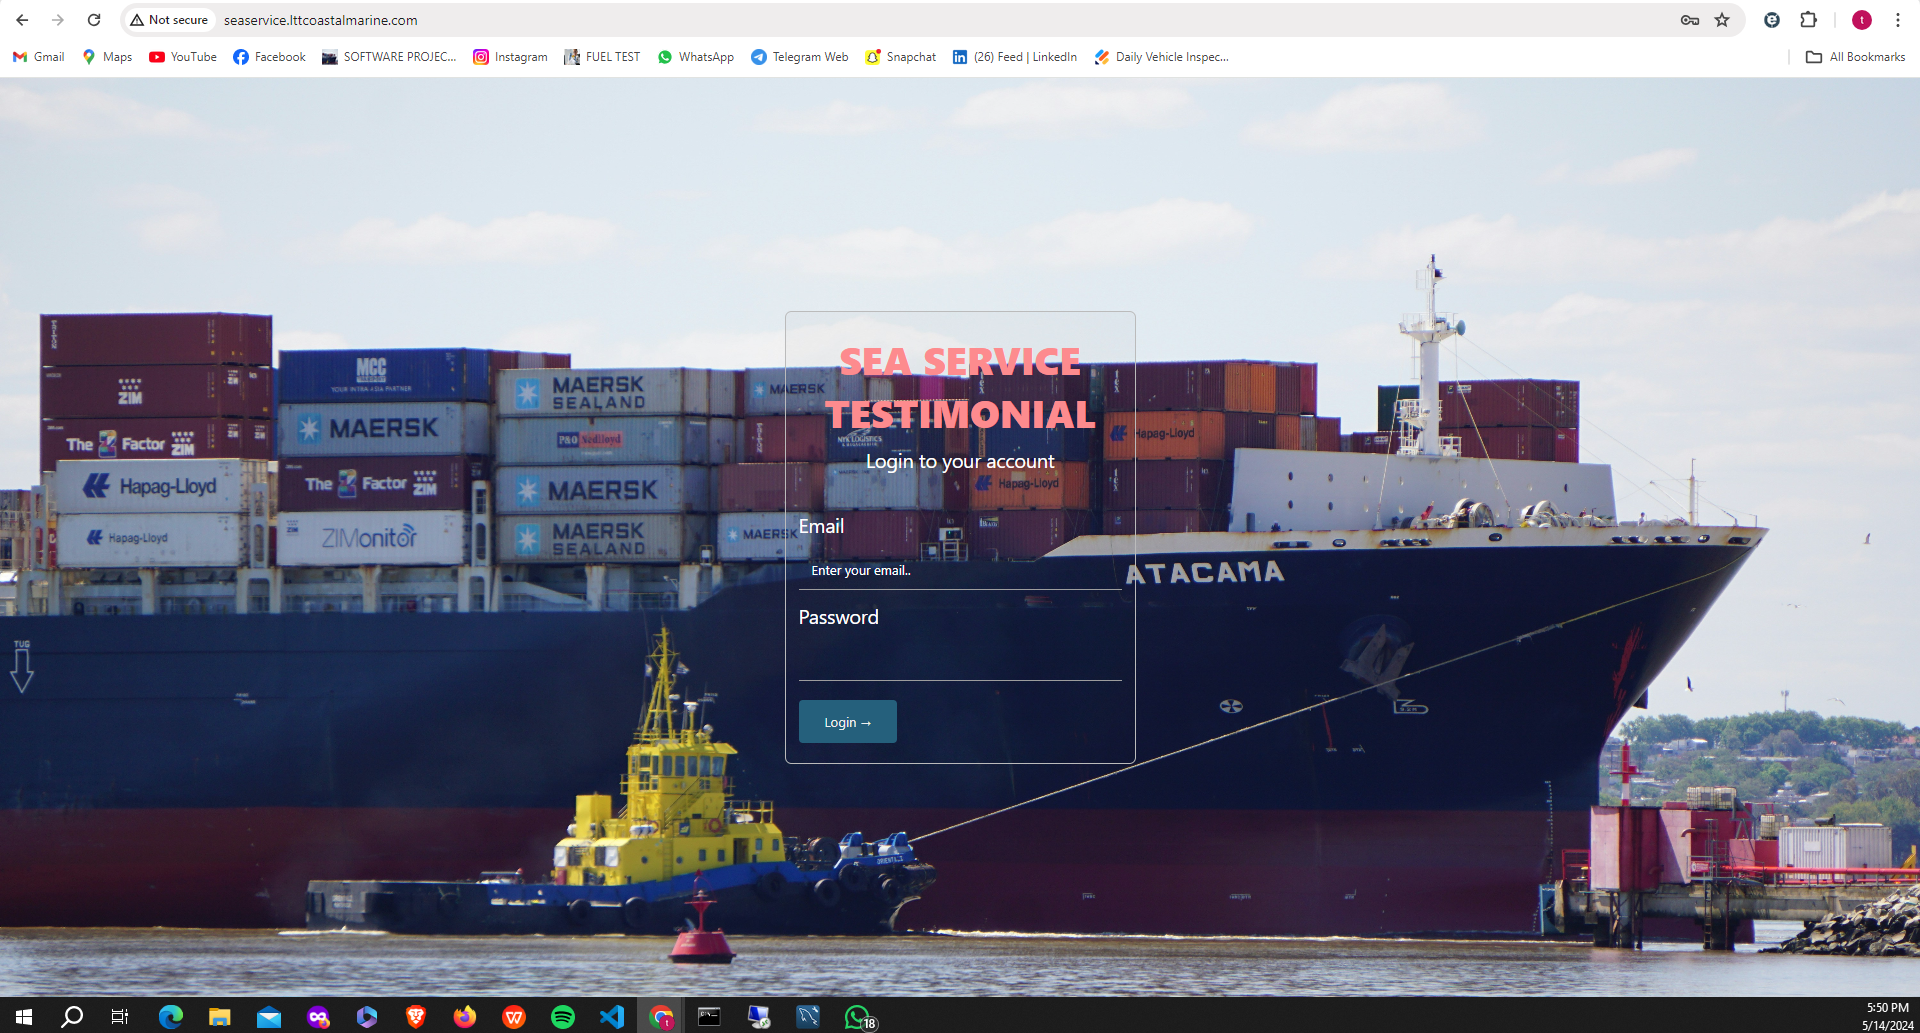 Not secure
seaservice.lttcoastalmarine.com
t
Gmail
Maps
YouTube
Facebook
SOFTWARE PROJEC...
Instagram
FUEL TEST
WhatsApp
Telegram Web
Snapchat
(26) Feed | LinkedIn
Daily Vehicle Inspec...
All Bookmarks
SEA SERVICE
TESTIMONIAL
Login to your account
Email
Enter your email..
Password
Login →
MCC
ZIM
The Z Factor ZIM
Hapag-Lloyd
Hapag-Lloyd
MAERSK
The Z Factor ZIM
ZIMonitor
MAERSK
SEALAND
P&O Nedlloyd
MAERSK
MAERSK
SEALAND
MAERSK
MAERSK
NYK LOGISTICS
Hapag-Lloyd
Hapag-Lloyd
ATACAMA
TUG
18
5:50 PM
5/14/2024